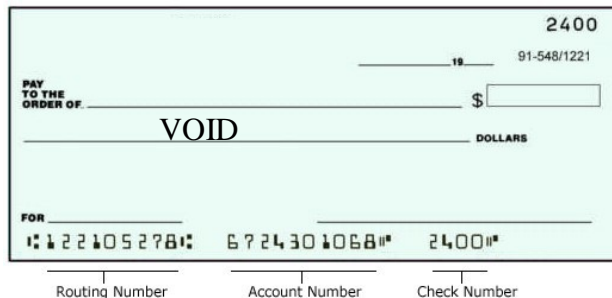 2400
19
91-548/1221
PAY
TO THE
ORDER OF
$
VOID
DOLLARS
FOR
⑆122105278⑆ 6724301068⑈ 2400⑈
Routing Number Account Number Check Number